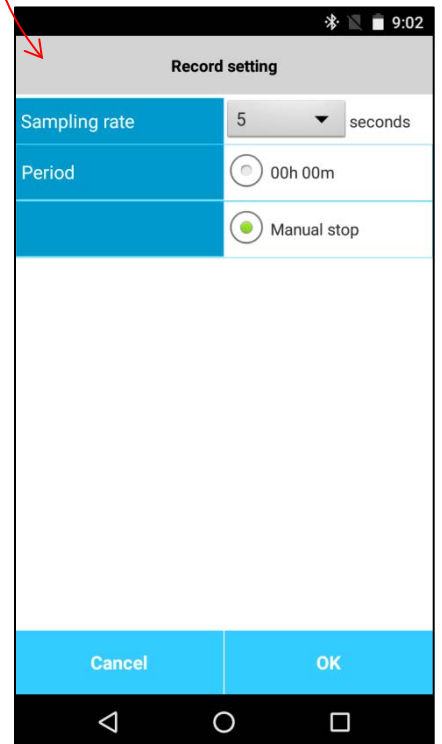 9:02
Record setting
Sampling rate 5 seconds
Period 00h 00m
Manual stop
Cancel OK